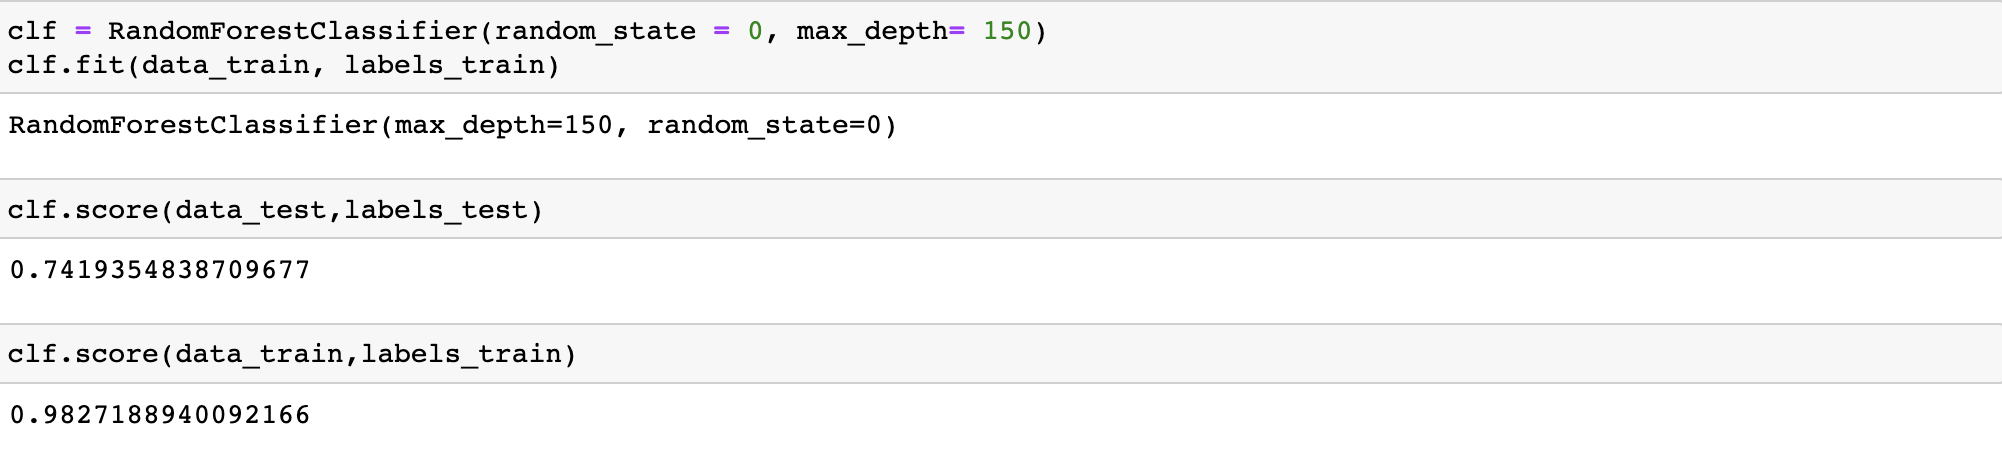 clf = RandomForestClassifier(random_state = 0, max_depth= 150)
clf.fit(data_train, labels_train)
RandomForestClassifier(max_depth=150, random_state=0)
clf.score(data_test,labels_test)
0.7419354838709677
clf.score(data_train,labels_train)
0.9827188940092166